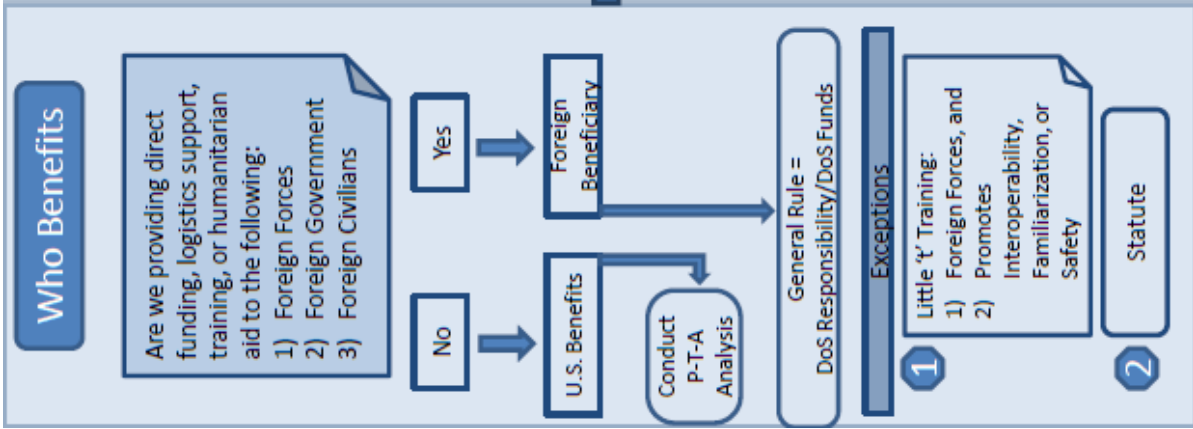 Who Benefits
Are we providing direct
funding, logistics support,
training, or humanitarian
aid to the following:
1) Foreign Forces
2) Foreign Government
3) Foreign Civilians
No
Yes
U.S. Benefits
Foreign
Beneficiary
Conduct
P-T-A
Analysis
General Rule =
DoS Responsibility/DoS Funds
Exceptions
1
Little ‘t’ Training:
1) Foreign Forces, and
2) Promotes
Interoperability,
Familiarization, or
Safety
2
Statute